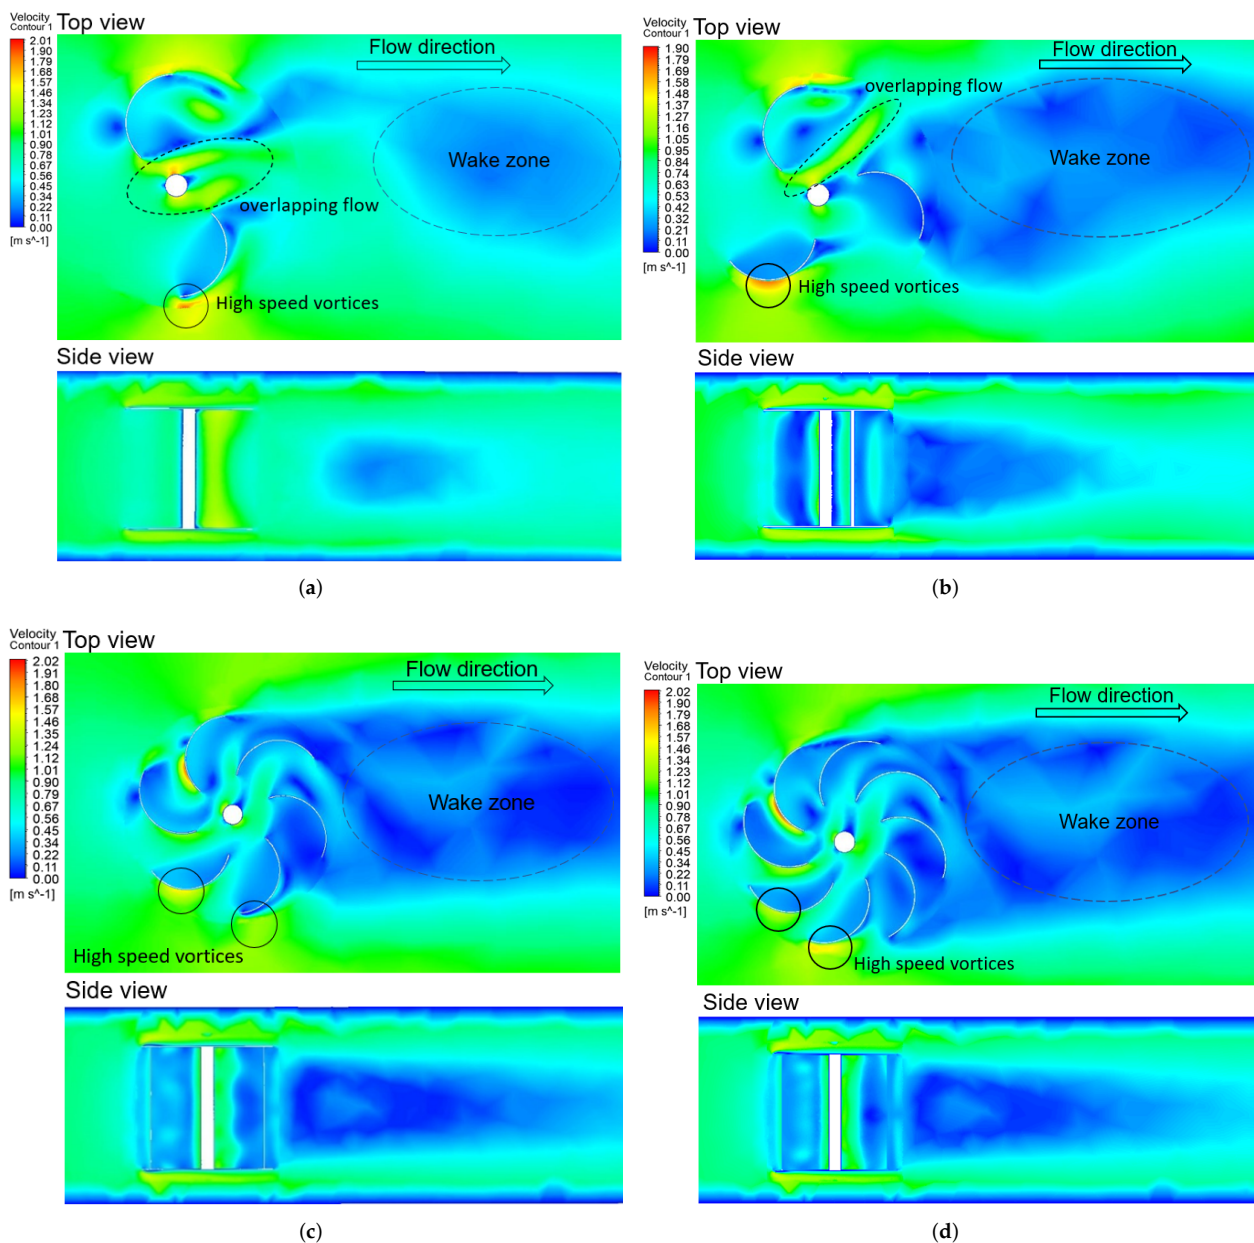 Velocity
Contour 1
Top view
2.01
1.90
1.79
1.68
1.57
1.45
1.34
1.23
1.12
1.01
0.89
0.78
0.67
0.56
0.45
0.34
0.22
0.11
0.00
[m s^-1]
Flow direction
Wake zone
overlapping flow
High speed vortices
Side view
(a)
Velocity
Contour 1
Top view
1.90
1.79
1.69
1.58
1.48
1.37
1.27
1.16
1.06
0.95
0.84
0.74
0.63
0.53
0.42
0.32
0.21
0.11
0.00
[m s^-1]
Flow direction
overlapping flow
Wake zone
High speed vortices
Side view
(b)
Velocity
Contour 1
Top view
2.02
1.91
1.79
1.68
1.57
1.46
1.35
1.23
1.12
1.01
0.90
0.79
0.67
0.56
0.45
0.34
0.22
0.11
0.00
[m s^-1]
Flow direction
Wake zone
High speed vortices
Side view
(c)
Velocity
Contour 1
Top view
2.02
1.90
1.79
1.68
1.57
1.46
1.34
1.23
1.12
1.01
0.90
0.78
0.67
0.56
0.45
0.34
0.22
0.11
0.00
[m s^-1]
Flow direction
Wake zone
High speed vortices
Side view
(d)